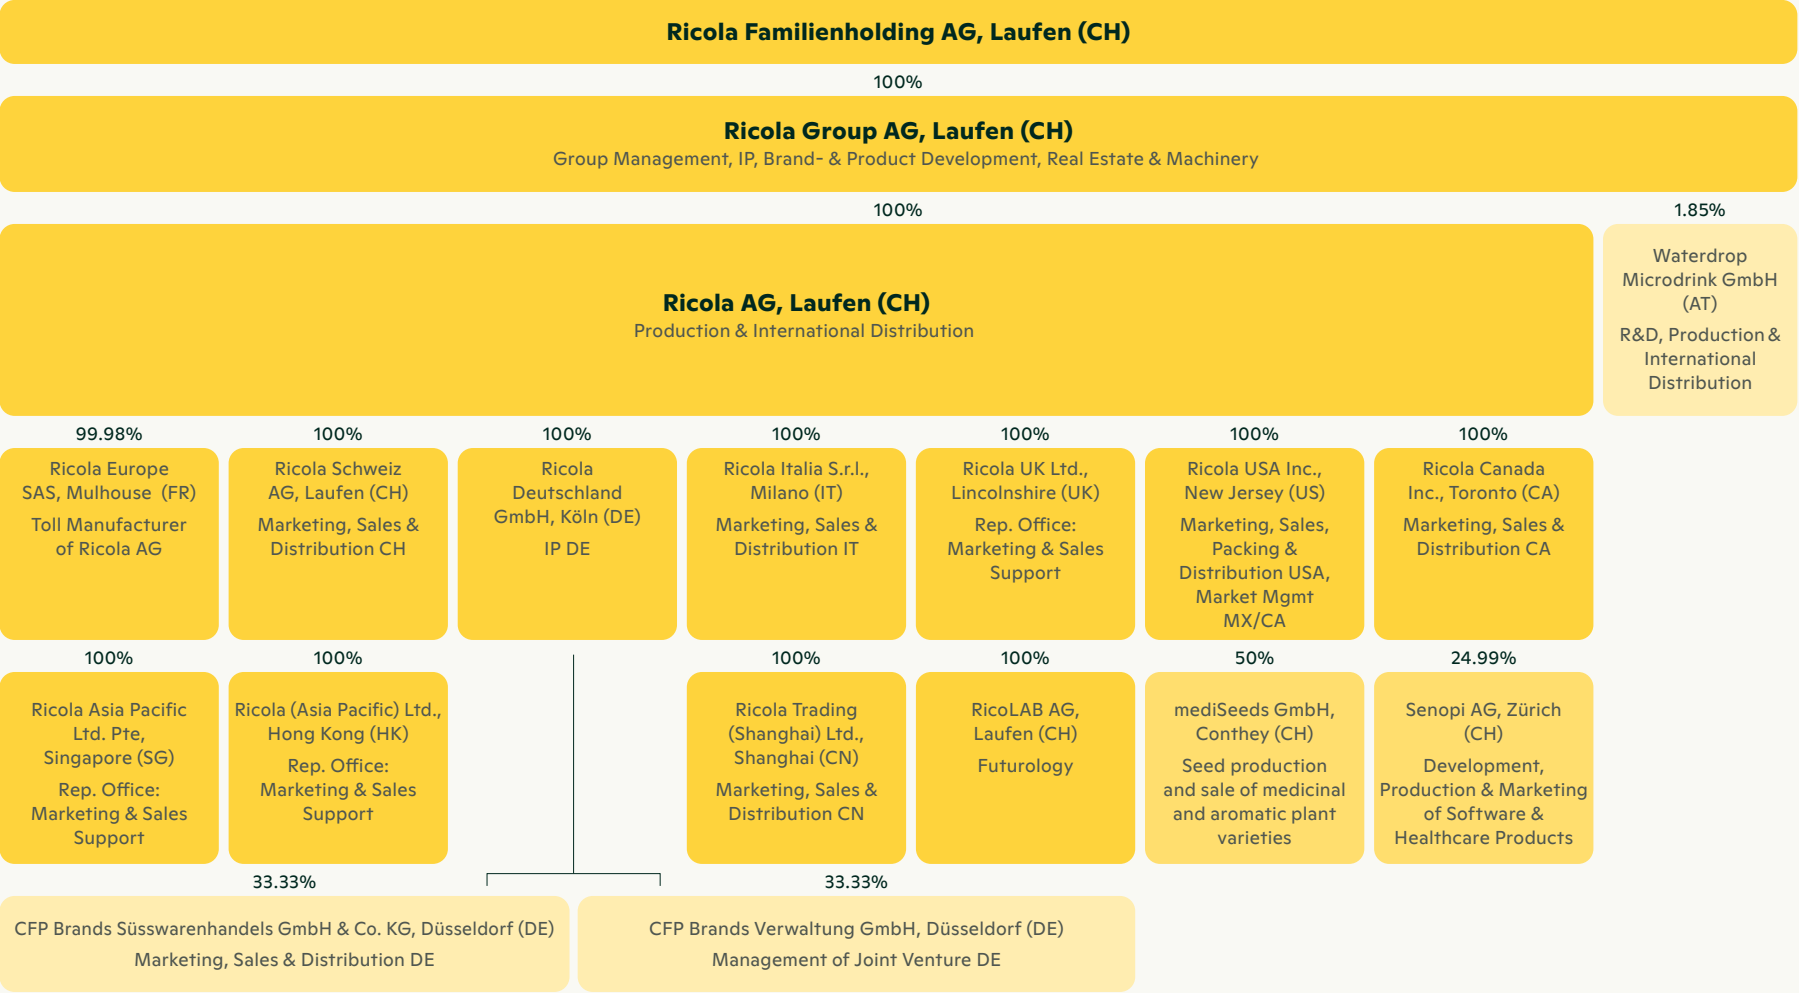 Ricola Familienholding AG, Laufen (CH)
100%
Ricola Group AG, Laufen (CH)
Group Management, IP, Brand- & Product Development, Real Estate & Machinery
100%
1.85%
Ricola AG, Laufen (CH)
Production & International Distribution
Waterdrop
Microdrink GmbH
(AT)
R&D, Production &
International
Distribution
99.98%
Ricola Europe
SAS, Mulhouse (FR)
Toll Manufacturer
of Ricola AG
100%
Ricola Schweiz
AG, Laufen (CH)
Marketing, Sales &
Distribution CH
100%
Ricola
Deutschland
GmbH, Köln (DE)
IP DE
100%
Ricola Italia S.r.l.,
Milano (IT)
Marketing, Sales &
Distribution IT
100%
Ricola UK Ltd.,
Lincolnshire (UK)
Rep. Office:
Marketing & Sales
Support
100%
Ricola USA Inc.,
New Jersey (US)
Marketing, Sales,
Packing &
Distribution USA,
Market Mgmt
MX/CA
100%
Ricola Canada
Inc., Toronto (CA)
Marketing, Sales &
Distribution CA
100%
Ricola Asia Pacific
Ltd. Pte,
Singapore (SG)
Rep. Office:
Marketing & Sales
Support
100%
Ricola (Asia Pacific) Ltd.,
Hong Kong (HK)
Rep. Office:
Marketing & Sales
Support
100%
Ricola Trading
(Shanghai) Ltd.,
Shanghai (CN)
Marketing, Sales &
Distribution CN
100%
RicoLAB AG,
Laufen (CH)
Futurology
50%
mediSeeds GmbH,
Conthey (CH)
Seed production
and sale of medicinal
and aromatic plant
varieties
24.99%
Senopi AG, Zürich
(CH)
Development,
Production & Marketing
of Software &
Healthcare Products
33.33%
CFP Brands Süsswarenhandels GmbH & Co. KG, Düsseldorf (DE)
Marketing, Sales & Distribution DE
33.33%
CFP Brands Verwaltung GmbH, Düsseldorf (DE)
Management of Joint Venture DE